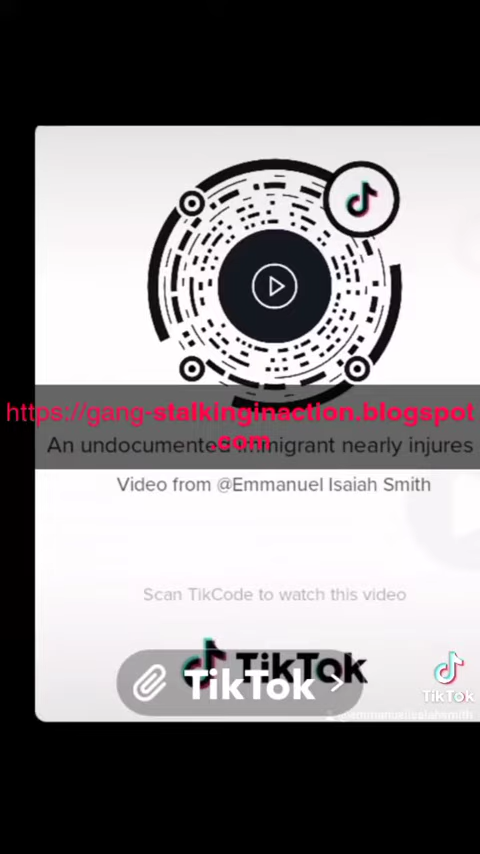 https://gang-stalkinginaction.blogspot
.com
An undocumented immigrant nearly injures
Video from @Emmanuel Isaiah Smith
Scan TikCode to watch this video
TikTok
TikTok >
TikTok
@emmanuelisaiahsmith